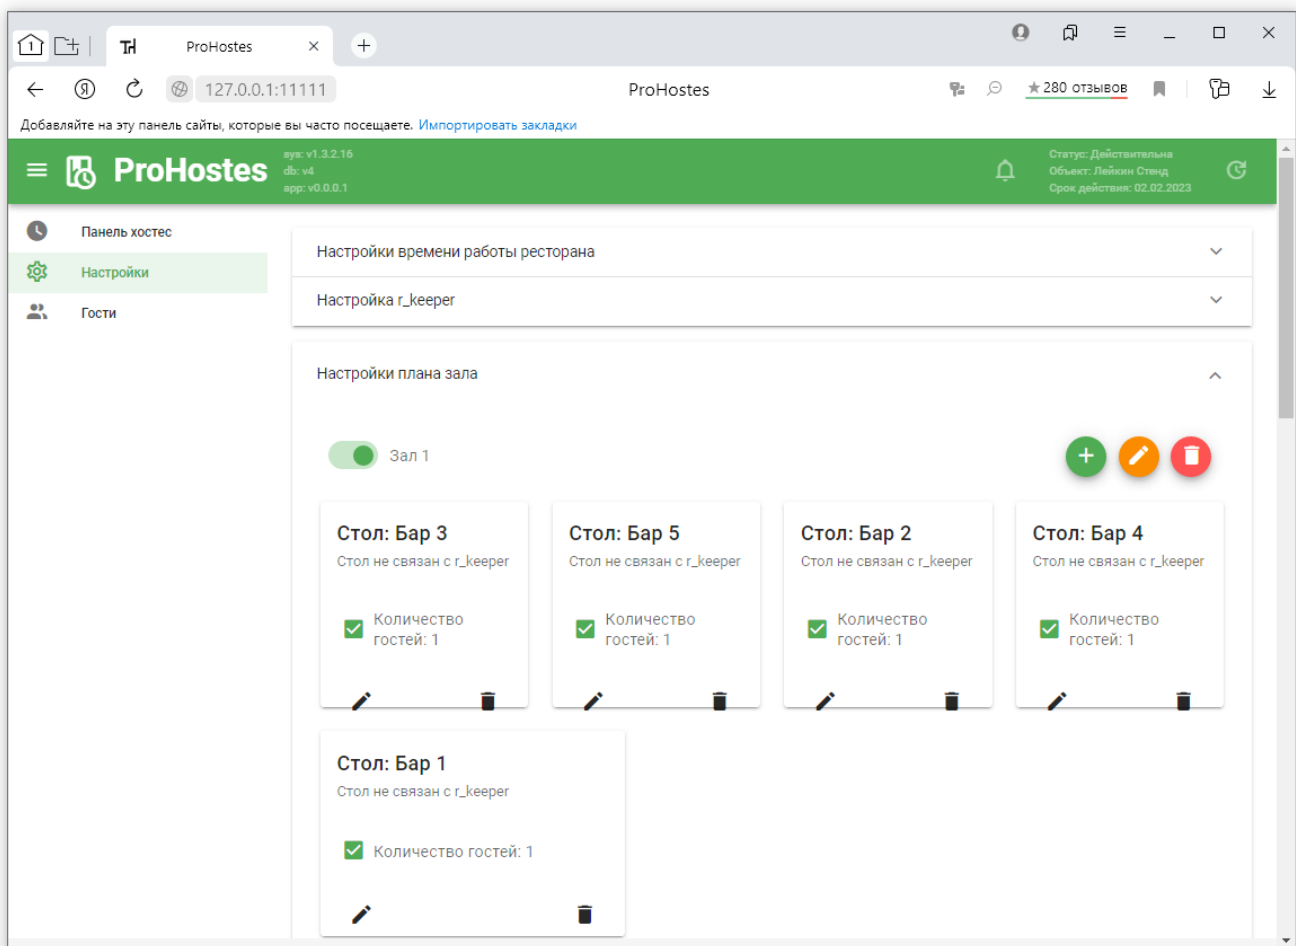 1
ProHostes
Я
127.0.0.1:11111
ProHostes
★280 отзывов
Добавляйте на эту панель сайты, которые вы часто посещаете. Импортировать закладки
ProHostes
sys: v1.3.2.16
db: v4
app: v0.0.0.1
Статус: Действительна
Объект: Лейкин Стенд
Срок действия: 02.02.2023
Панель хостес
Настройки
Гости
Настройки времени работы ресторана
Настройка r_keeper
Настройки плана зала
Зал 1
Стол: Бар 3
Стол не связан с r_keeper
Количество
гостей: 1
Стол: Бар 5
Стол не связан с r_keeper
Количество
гостей: 1
Стол: Бар 2
Стол не связан с r_keeper
Количество
гостей: 1
Стол: Бар 4
Стол не связан с r_keeper
Количество
гостей: 1
Стол: Бар 1
Стол не связан с r_keeper
Количество гостей: 1